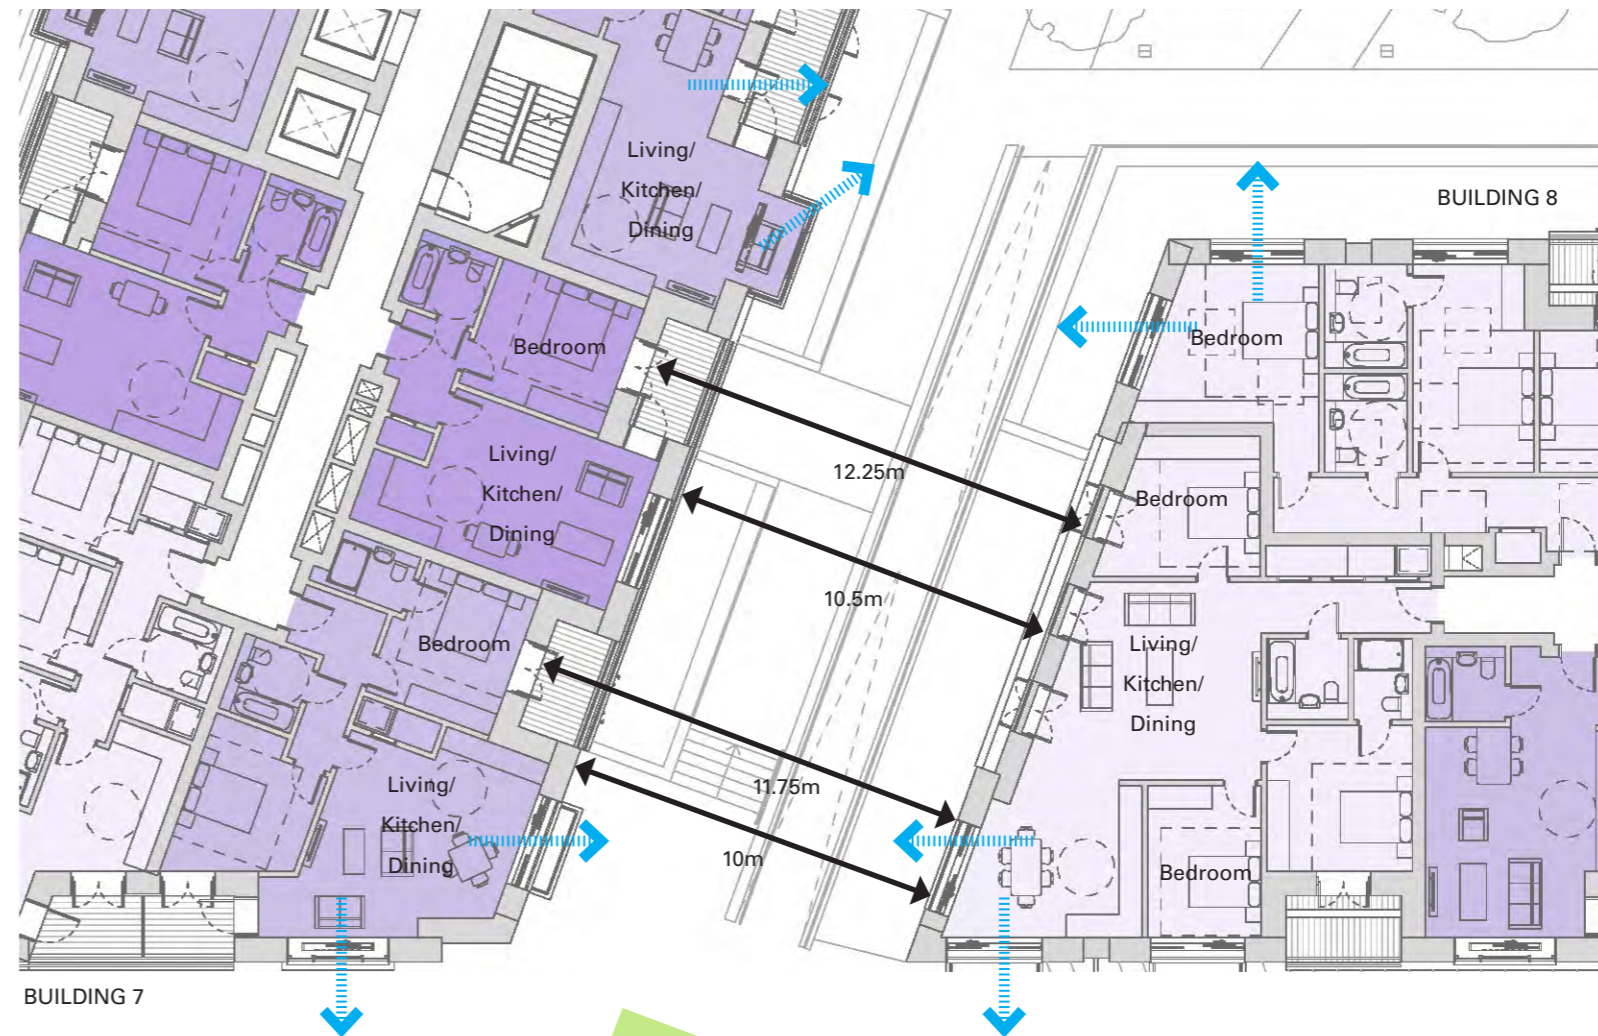 Living/
Kitchen/
Dining
BUILDING 8
Bedroom
Bedroom
12.25m
Living/
Kitchen/
Dining
Bedroom
10.5m
Bedroom
Living/
Kitchen/
Dining
11.75m
Living/
Kitchen/
Dining
10m
Bedroom
BUILDING 7